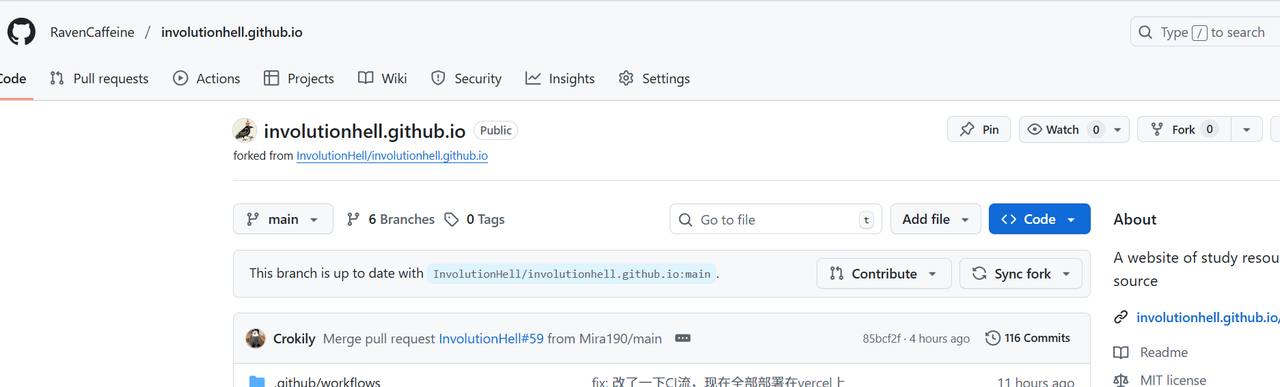 RavenCaffeine / involutionhell.github.io
Type / to search
Code Pull requests Actions Projects Wiki Security Insights Settings
involutionhell.github.io Public
Pin Watch 0 Fork 0
forked from InvolutionHell/involutionhell.github.io
main 6 Branches 0 Tags
Go to file t
Add file Code
About
This branch is up to date with InvolutionHell/involutionhell.github.io:main.
Contribute Sync fork
A website of study resou
source
involutionhell.github.io/
Crokily Merge pull request InvolutionHell#59 from Mira190/main
85bcf2f · 4 hours ago 116 Commits
Readme
.github/workflows fix: 改了一下CI流，现在全部部署在vercel上 11 hours ago
MIT license